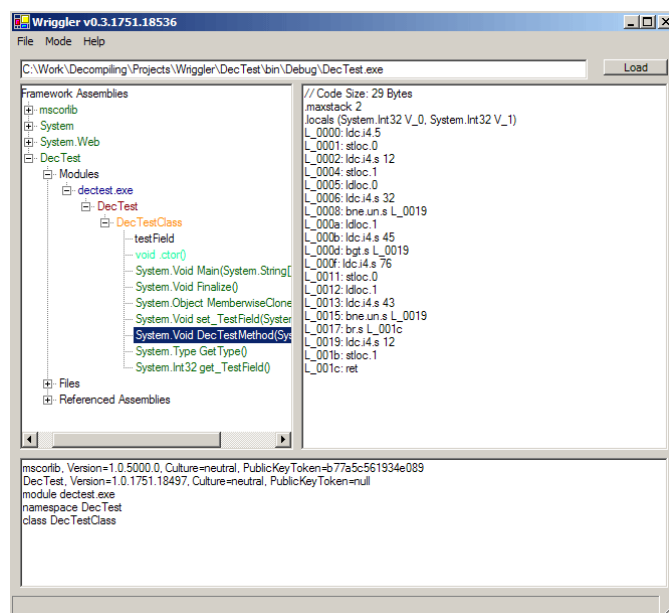 Wriggler v0.3.1751.18536
File Mode Help
C:\Work\Decompiling\Projects\Wriggler\DecTest\bin\Debug\DecTest.exe
Load
Framework Assemblies
mscorlib
System
System.Web
DecTest
Modules
dectest.exe
DecTest
DecTestClass
testField
void .ctor()
System.Void Main(System.String[
System.Void Finalize()
System.Object MemberwiseClone
System.Void set_TestField(System
System.Void DecTestMethod(Sys
System.Type GetType()
System.Int32 get_TestField()
Files
Referenced Assemblies
// Code Size: 29 Bytes
.maxstack 2
.locals (System.Int32 V_0, System.Int32 V_1)
L_0000: ldc.i4.5
L_0001: stloc.0
L_0002: ldc.i4.s 12
L_0004: stloc.1
L_0005: ldloc.0
L_0006: ldc.i4.s 32
L_0008: bne.un.s L_0019
L_000a: ldloc.1
L_000b: ldc.i4.s 45
L_000d: bgt.s L_0019
L_000f: ldc.i4.s 76
L_0011: stloc.0
L_0012: ldloc.1
L_0013: ldc.i4.s 43
L_0015: bne.un.s L_0019
L_0017: br.s L_001c
L_0019: ldc.i4.s 12
L_001b: stloc.1
L_001c: ret
mscorlib, Version=1.0.5000.0, Culture=neutral, PublicKeyToken=b77a5c561934e089
DecTest, Version=1.0.1751.18497, Culture=neutral, PublicKeyToken=null
module dectest.exe
namespace DecTest
class DecTestClass